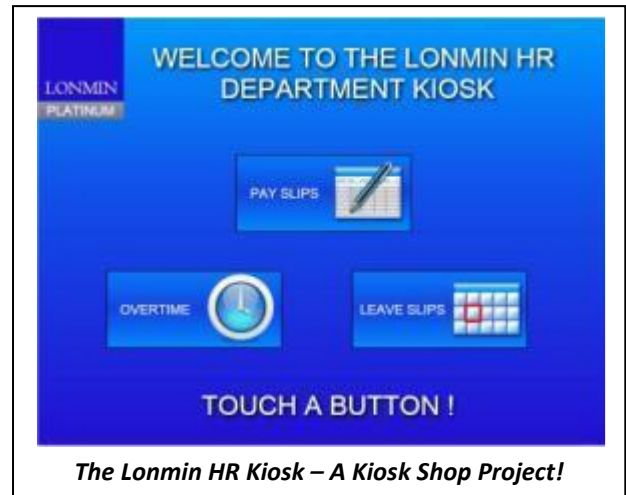 WELCOME TO THE LONMIN HR
DEPARTMENT KIOSK
LONMIN
PLATINUM
PAY SLIPS
OVERTIME
LEAVE SLIPS
TOUCH A BUTTON !
The Lonmin HR Kiosk – A Kiosk Shop Project!